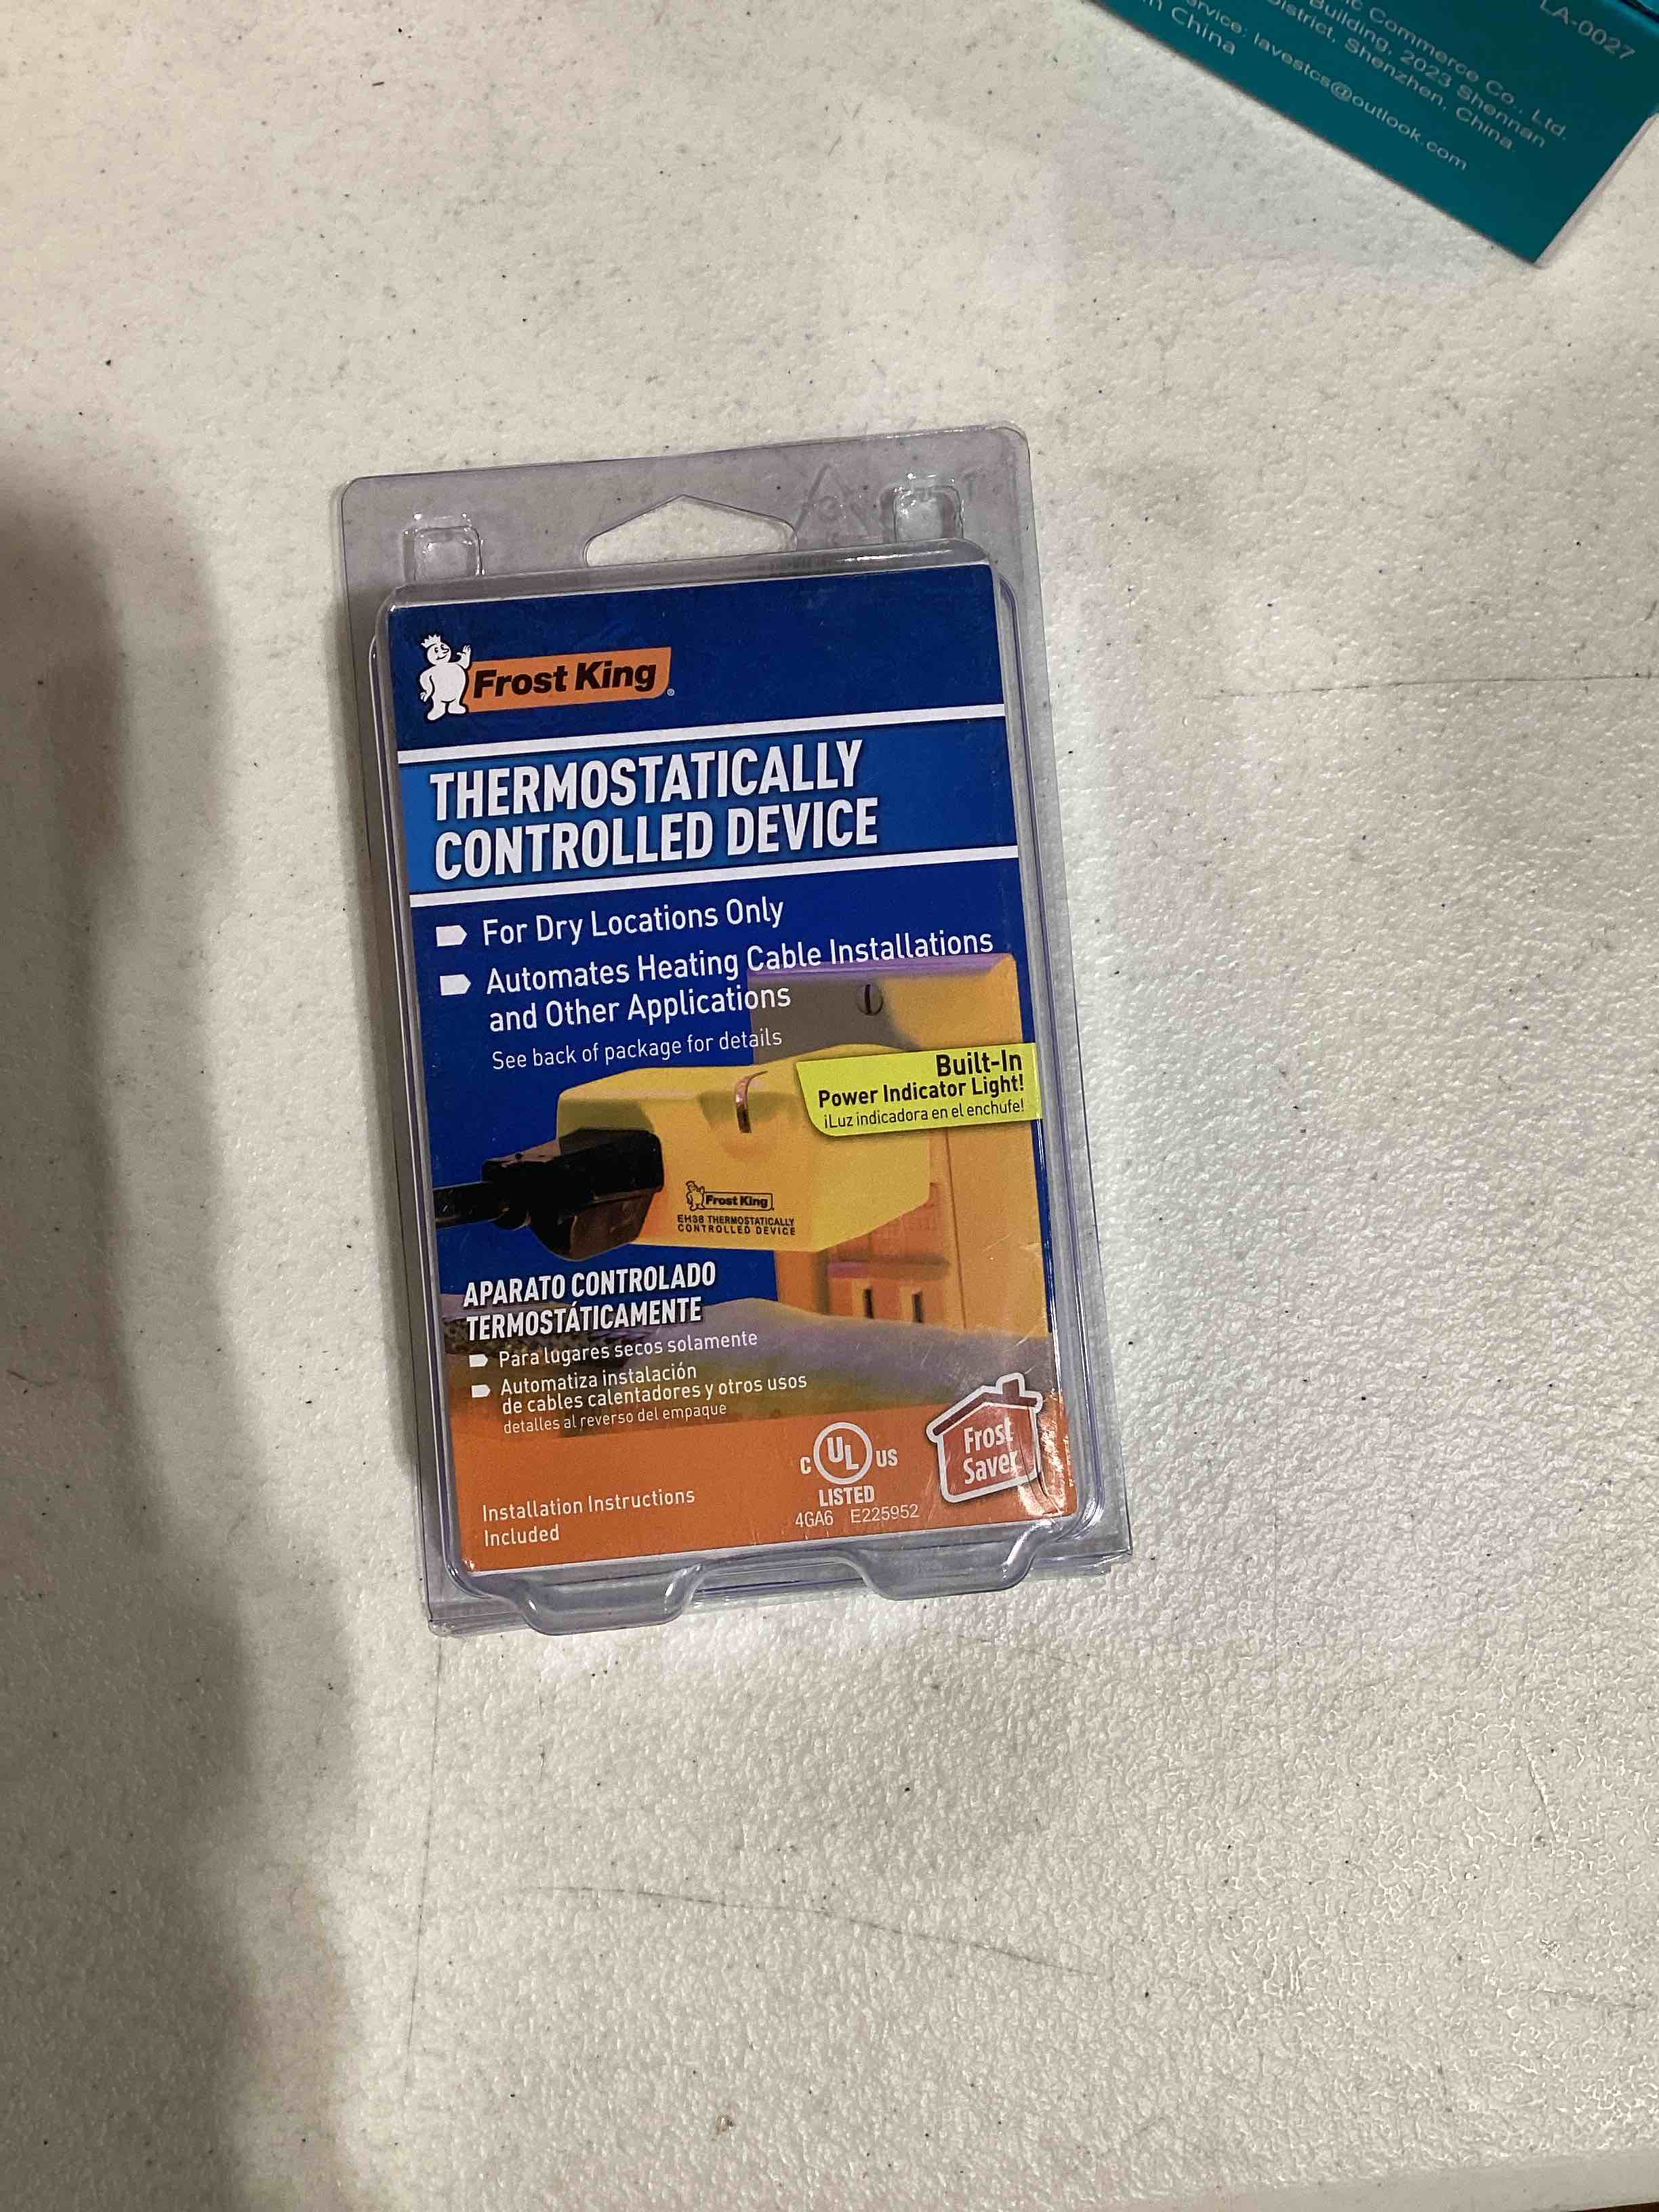 LA-0027
Commerce Co., Ltd.
Building, 2023 Shennan
District, Shenzhen, China
lavestcs@outlook.com
China
Frost King®
THERMOSTATICALLY
CONTROLLED DEVICE
For Dry Locations Only
Automates Heating Cable Installations
and Other Applications
See back of package for details
Built-In
Power Indicator Light!
¡Luz indicadora en el enchufe!
Frost King
EH38 THERMOSTATICALLY
CONTROLLED DEVICE
APARATO CONTROLADO
TERMOSTÁTICAMENTE
Para lugares secos solamente
Automatiza instalación
de cables calentadores y otros usos
detalles al reverso del empaque
Frost
Saver
C UL US
LISTED
4GA6 E225952
Installation Instructions
Included